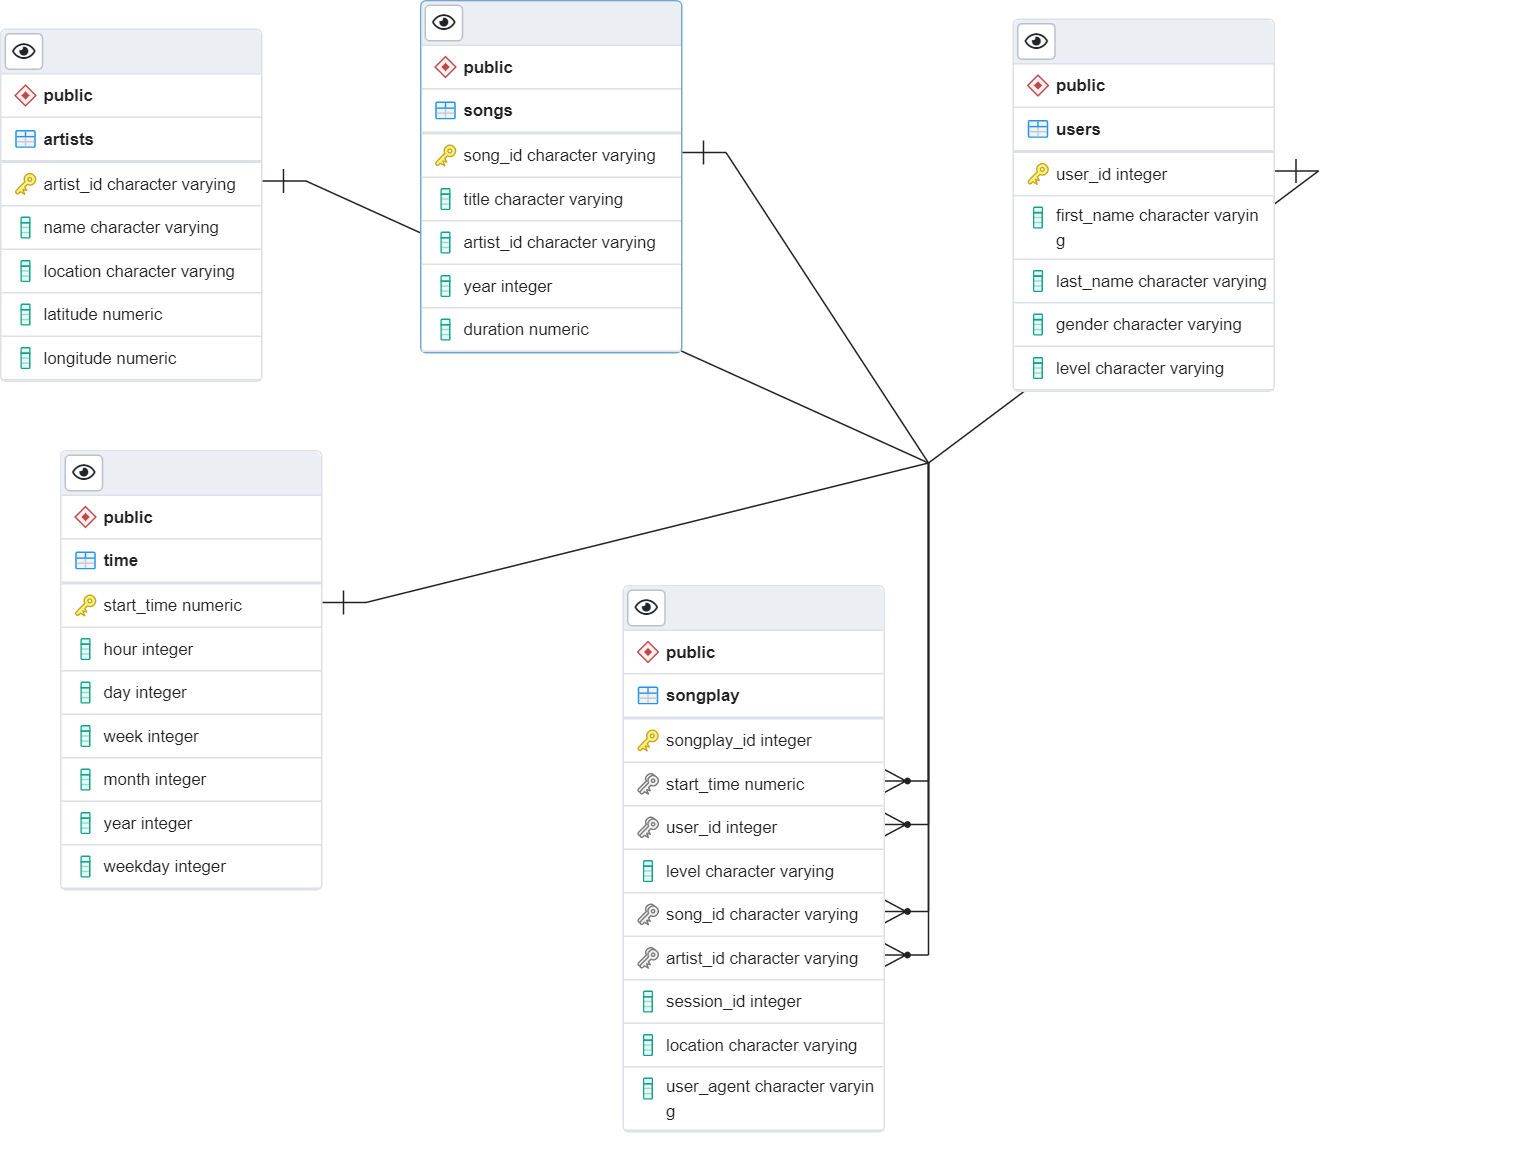 public
artists
artist_id character varying
name character varying
location character varying
latitude numeric
longitude numeric
public
songs
song_id character varying
title character varying
artist_id character varying
year integer
duration numeric
public
users
user_id integer
first_name character varyin
g
last_name character varying
gender character varying
level character varying
public
time
start_time numeric
hour integer
day integer
week integer
month integer
year integer
weekday integer
public
songplay
songplay_id integer
start_time numeric
user_id integer
level character varying
song_id character varying
artist_id character varying
session_id integer
location character varying
user_agent character varyin
g